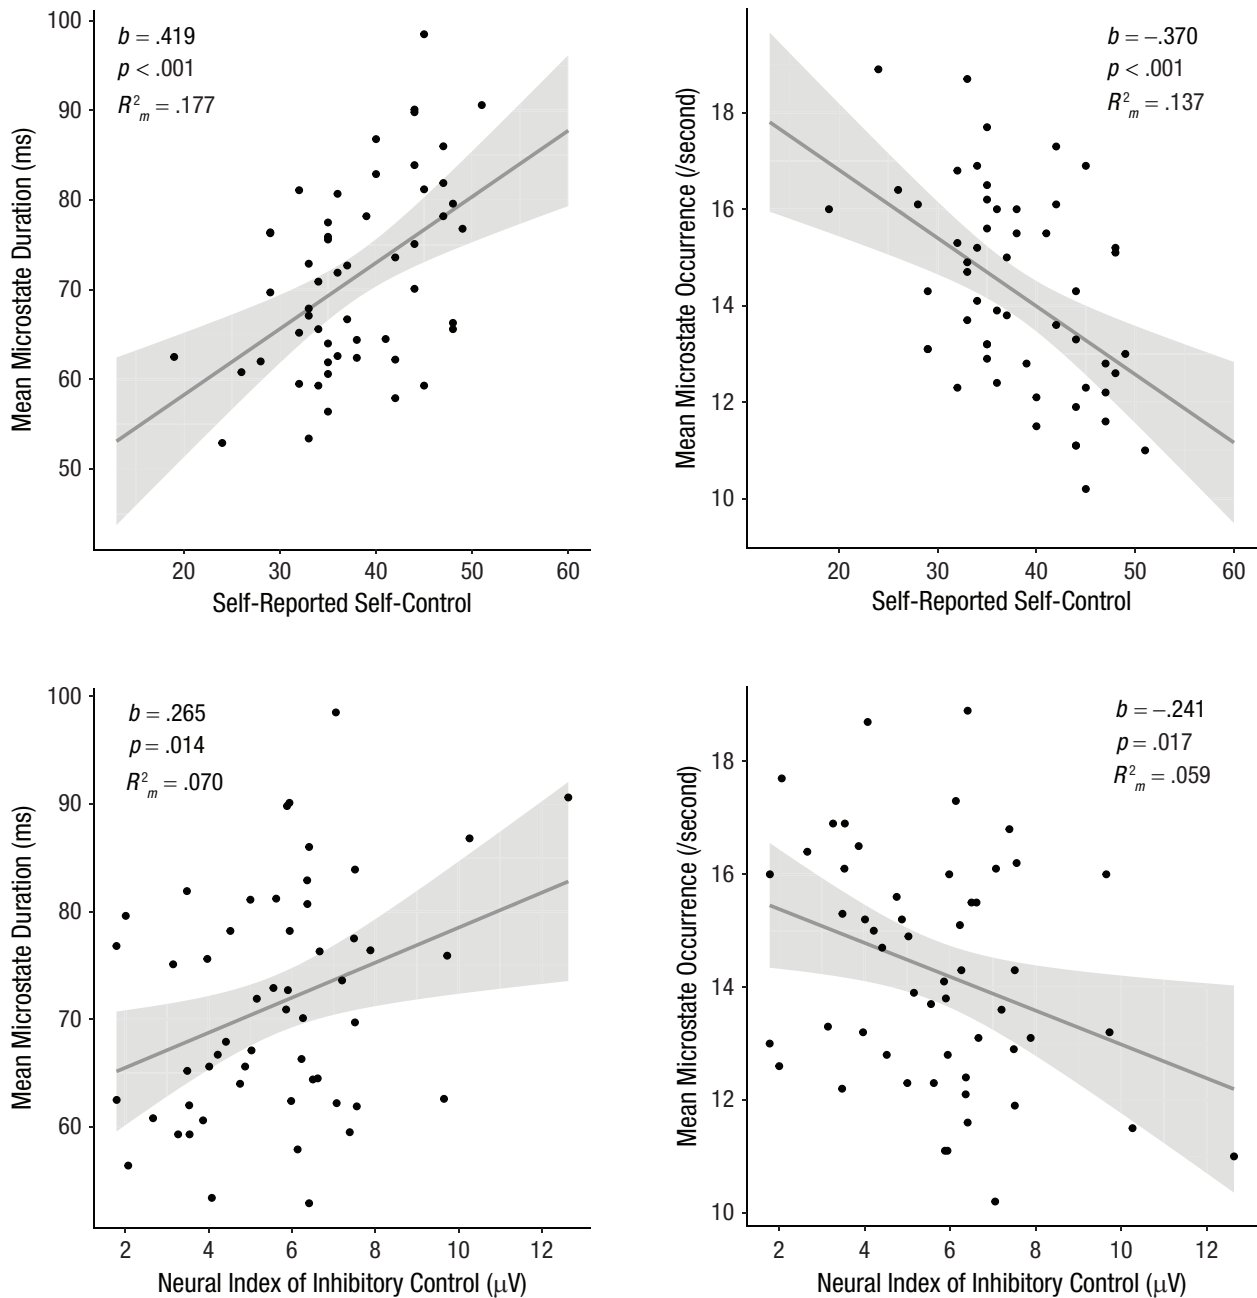 b = .419
p < .001
R²m = .177
100
90
80
70
60
50
Mean Microstate Duration (ms)
20 30 40 50 60
Self-Reported Self-Control
b = –.370
p < .001
R²m = .137
18
16
14
12
10
Mean Microstate Occurrence (/second)
20 30 40 50 60
Self-Reported Self-Control
b = .265
p = .014
R²m = .070
100
90
80
70
60
Mean Microstate Duration (ms)
2 4 6 8 10 12
Neural Index of Inhibitory Control (μV)
b = –.241
p = .017
R²m = .059
18
16
14
12
10
Mean Microstate Occurrence (/second)
2 4 6 8 10 12
Neural Index of Inhibitory Control (μV)